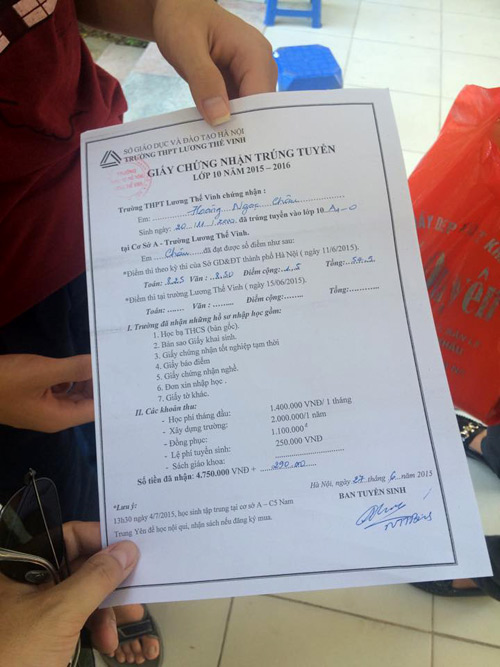 SỞ GIÁO DỤC VÀ ĐÀO TẠO HÀ NỘI
TRƯỜNG THPT LƯƠNG THẾ VINH
GIẤY CHỨNG NHẬN TRÚNG TUYỂN
LỚP 10 NĂM 2015 – 2016
Trường THPT Lương Thế Vinh chứng nhận :
Em: Hoàng Ngọc Châu
Sinh ngày: 20 /11 /2000 đã trúng tuyển vào lớp 10
tại Cơ Sở A - Trường Lương Thế Vinh.
Em Châu đã đạt được số điểm như sau:
*Điểm thi theo kỳ thi của Sở GD&ĐT thành phố Hà Nội ( ngày 11/6/2015).
Toán: 8.25 Văn : 8.50 Điểm cộng: 1.5 Tổng:
*Điểm thi tại trường Lương Thế Vinh ( ngày 15/06/2015).
Toán: ....... Văn : ....... Điểm cộng:....... Tổng:..........
I. Trường đã nhận những hồ sơ nhập học gồm:
1. Học bạ THCS (bản gốc).
2. Bản sao Giấy khai sinh.
3. Giấy chứng nhận tốt nghiệp tạm thời
4. Giấy báo điểm
5. Giấy chứng nhận nghề.
6. Đơn xin nhập học .
7. Giấy tờ khác.
II. Các khoản thu:
- Học phí tháng đầu: 1.400.000 VNĐ/ 1 tháng
- Xây dựng trường: 2.000.000/1 năm
- Đồng phục: 1.100.000đ
- Lệ phí tuyển sinh: 250.000 VNĐ
- Sách giáo khoa: ....................
Số tiền đã nhận: 4.750.000 VNĐ + 290.00
Hà Nội, ngày 27 tháng 6 năm 2015
BAN TUYỂN SINH
*Lưu ý:
13h30 ngày 4/7/2015, học sinh tập trung tại cơ sở A – C5 Nam
Trung Yên để học nội qui, nhận sách nếu đăng ký mua.